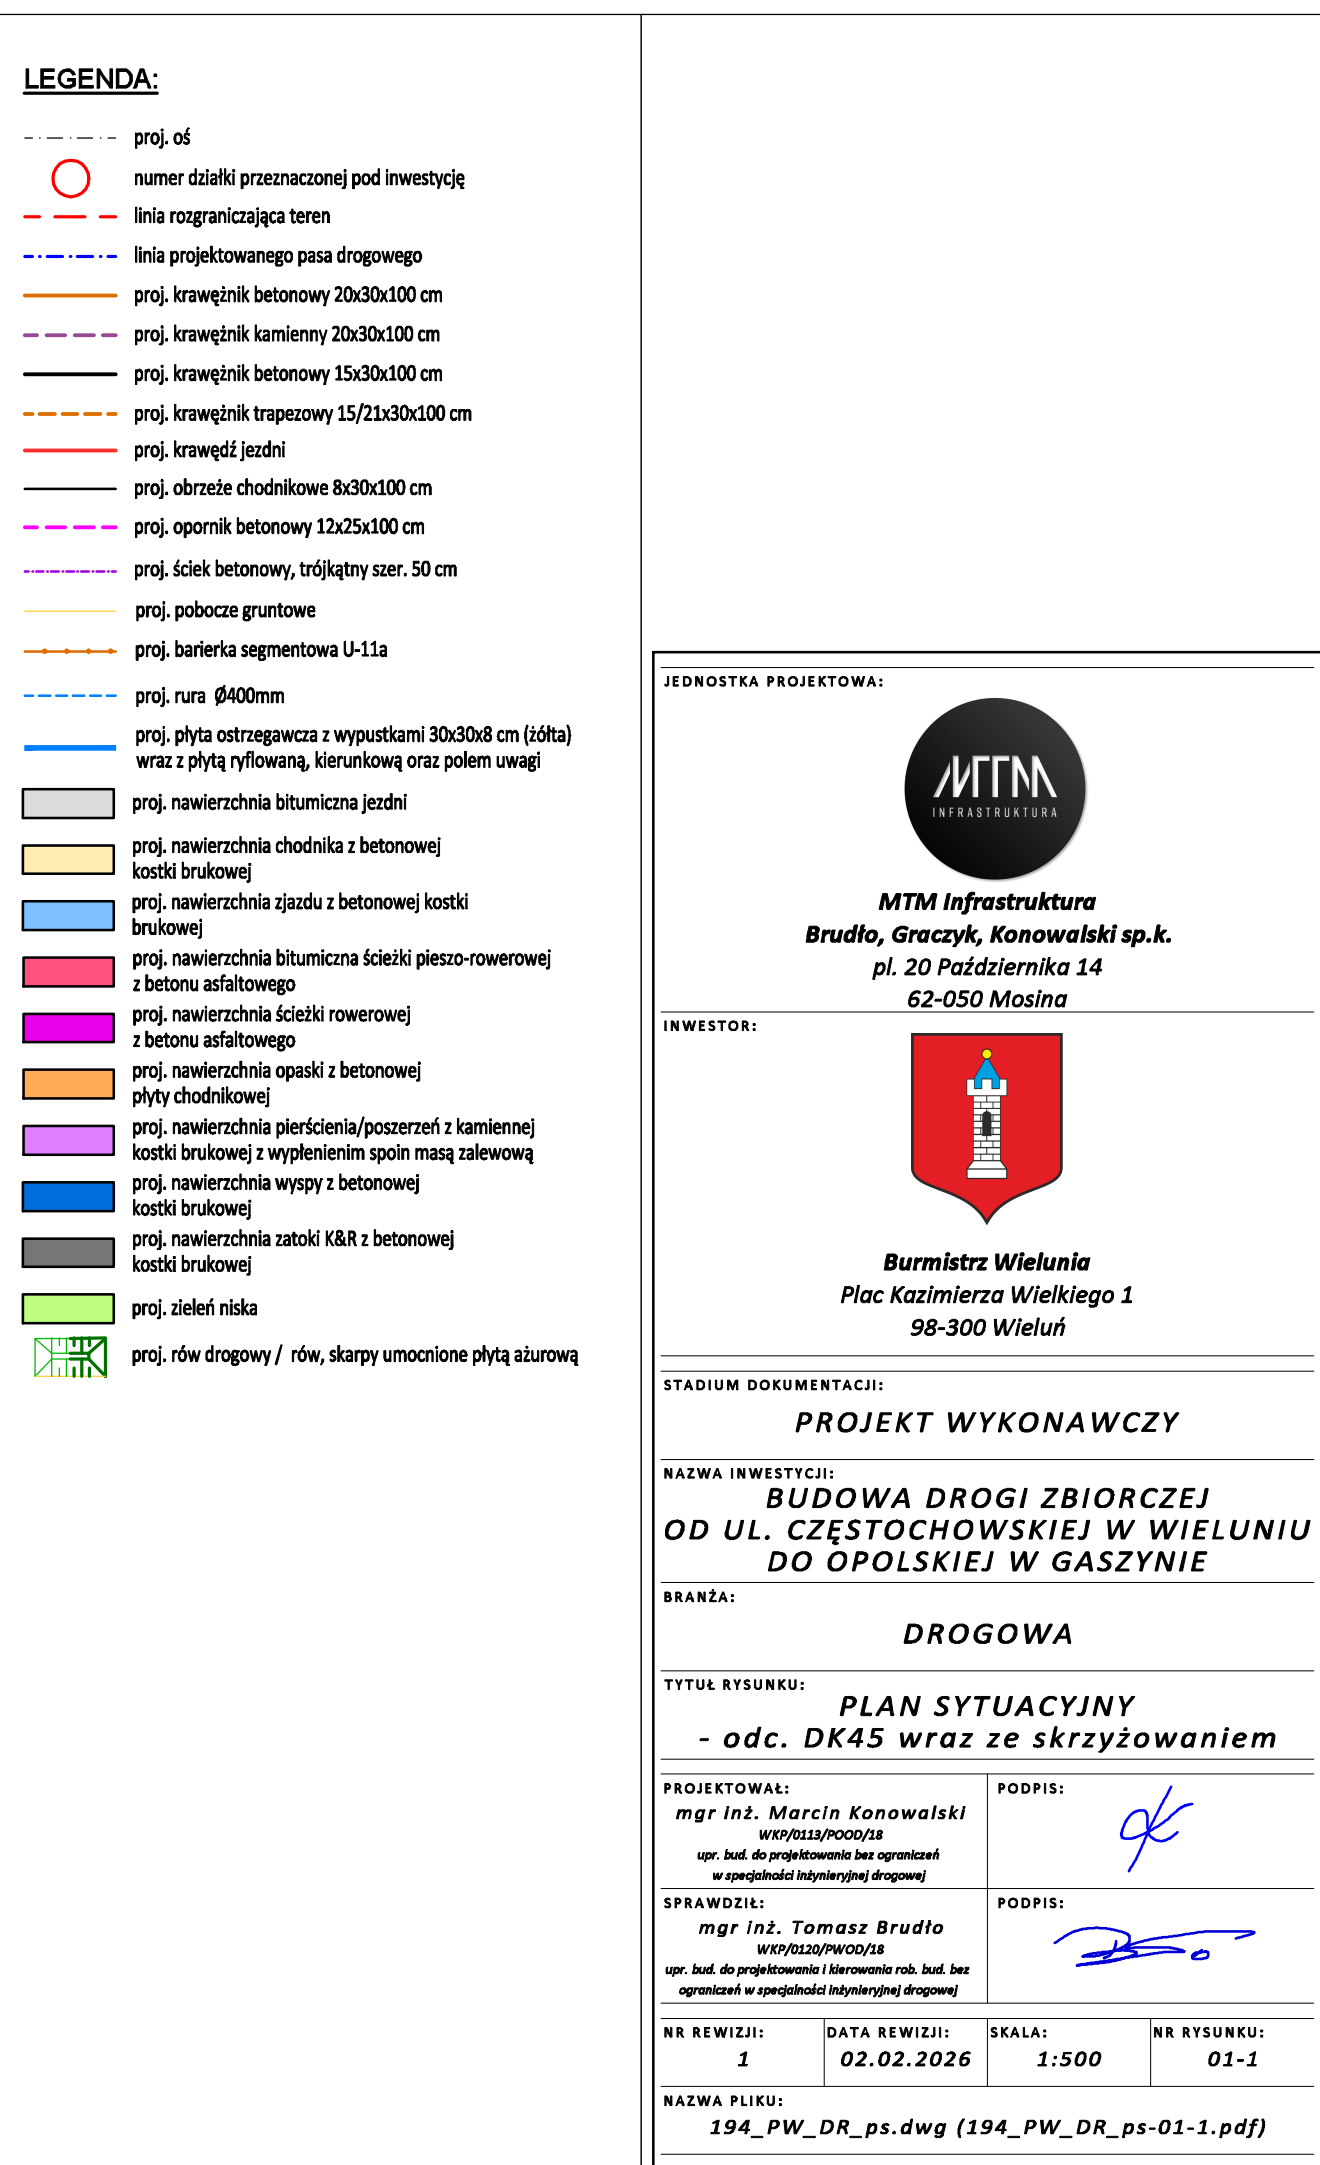 LEGENDA:
proj. oś
numer działki przeznaczonej pod inwestycję
linia rozgraniczająca teren
linia projektowanego pasa drogowego
proj. krawężnik betonowy 20x30x100 cm
proj. krawężnik kamienny 20x30x100 cm
proj. krawężnik betonowy 15x30x100 cm
proj. krawężnik trapezowy 15/21x30x100 cm
proj. krawędź jezdni
proj. obrzeże chodnikowe 8x30x100 cm
proj. opornik betonowy 12x25x100 cm
proj. ściek betonowy, trójkątny szer. 50 cm
proj. pobocze gruntowe
proj. barierka segmentowa U-11a
proj. rura Ø400mm
proj. płyta ostrzegawcza z wypustkami 30x30x8 cm (żółta)
wraz z płytą ryflowaną, kierunkową oraz polem uwagi
proj. nawierzchnia bitumiczna jezdni
proj. nawierzchnia chodnika z betonowej
kostki brukowej
proj. nawierzchnia zjazdu z betonowej kostki
brukowej
proj. nawierzchnia bitumiczna ścieżki pieszo-rowerowej
z betonu asfaltowego
proj. nawierzchnia ścieżki rowerowej
z betonu asfaltowego
proj. nawierzchnia opaski z betonowej
płyty chodnikowej
proj. nawierzchnia pierścienia/poszerzeń z kamiennej
kostki brukowej z wypłenienim spoin masą zalewową
proj. nawierzchnia wyspy z betonowej
kostki brukowej
proj. nawierzchnia zatoki K&R z betonowej
kostki brukowej
proj. zieleń niska
proj. rów drogowy / rów, skarpy umocnione płytą ażurową
JEDNOSTKA PROJEKTOWA:
MTM
INFRASTRUKTURA
MTM Infrastruktura
Brudło, Graczyk, Konowalski sp.k.
pl. 20 Października 14
62-050 Mosina
INWESTOR:
Burmistrz Wielunia
Plac Kazimierza Wielkiego 1
98-300 Wieluń
STADIUM DOKUMENTACJI:
PROJEKT WYKONAWCZY
NAZWA INWESTYCJI:
BUDOWA DROGI ZBIORCZEJ
OD UL. CZĘSTOCHOWSKIEJ W WIELUNIU
DO OPOLSKIEJ W GASZYNIE
BRANŻA:
DROGOWA
TYTUŁ RYSUNKU:
PLAN SYTUACYJNY
- odc. DK45 wraz ze skrzyżowaniem
PROJEKTOWAŁ:
mgr inż. Marcin Konowalski
WKP/0113/POOD/18
upr. bud. do projektowania bez ograniczeń
w specjalności inżynieryjnej drogowej
PODPIS:
SPRAWDZIŁ:
mgr inż. Tomasz Brudło
WKP/0120/PWOD/18
upr. bud. do projektowania i kierowania rob. bud. bez
ograniczeń w specjalności inżynieryjnej drogowej
PODPIS:
NR REWIZJI:
1
DATA REWIZJI:
02.02.2026
SKALA:
1:500
NR RYSUNKU:
01-1
NAZWA PLIKU:
194_PW_DR_ps.dwg (194_PW_DR_ps-01-1.pdf)